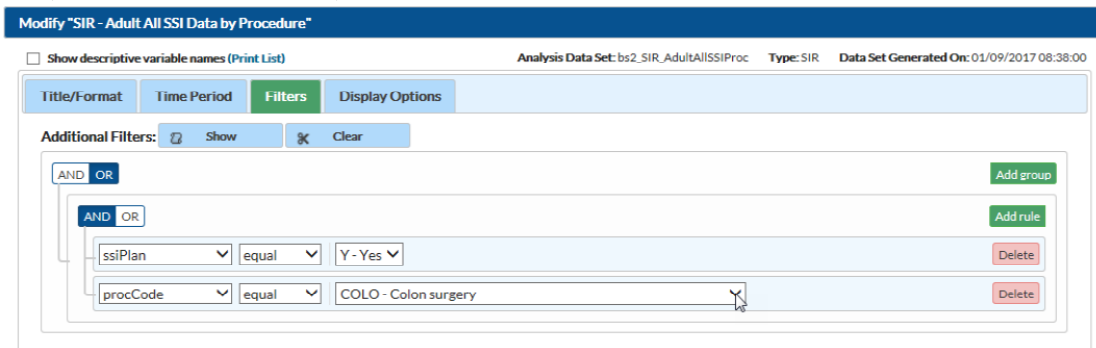 Modify "SIR - Adult All SSI Data by Procedure"
Show descriptive variable names (Print List) Analysis Data Set: bs2_SIR_AdultAllSSIProc Type: SIR Data Set Generated On: 01/09/2017 08:38:00
Title/Format Time Period Filters Display Options
Additional Filters: Show Clear
AND OR Add group
AND OR Add rule
ssiPlan equal Y - Yes Delete
procCode equal COLO - Colon surgery Delete